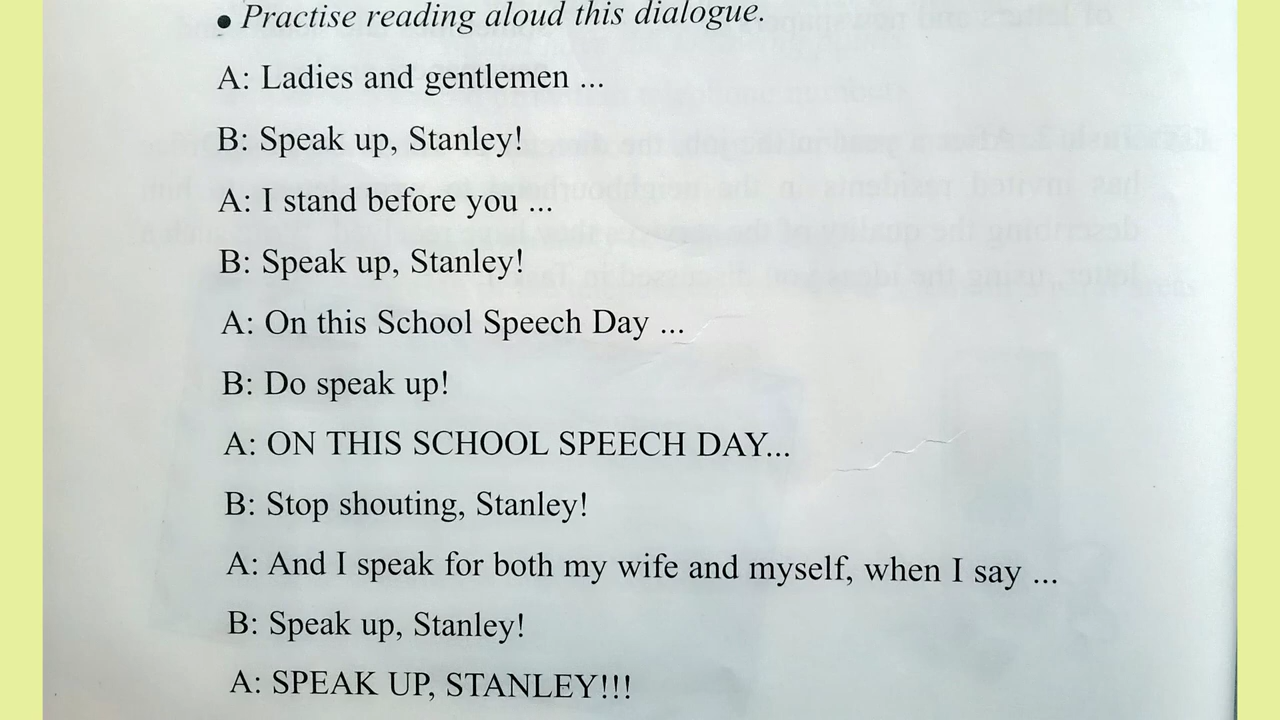 • Practise reading aloud this dialogue.
A: Ladies and gentlemen ...
B: Speak up, Stanley!
A: I stand before you ...
B: Speak up, Stanley!
A: On this School Speech Day ...
B: Do speak up!
A: ON THIS SCHOOL SPEECH DAY...
B: Stop shouting, Stanley!
A: And I speak for both my wife and myself, when I say ...
B: Speak up, Stanley!
A: SPEAK UP, STANLEY!!!